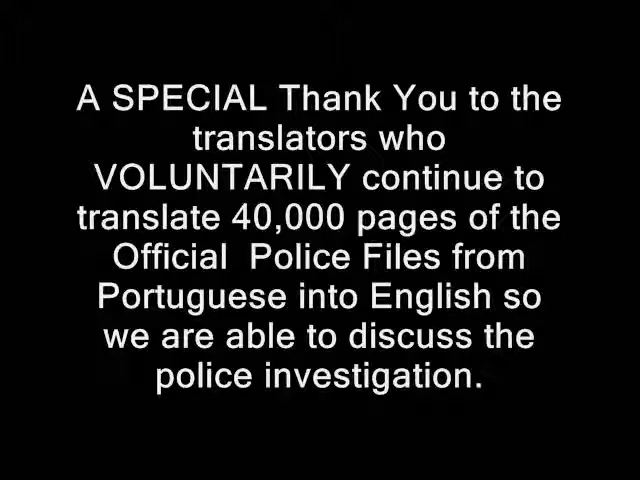 A SPECIAL Thank You to the
translators who
VOLUNTARILY continue to
translate 40,000 pages of the
Official  Police Files from
Portuguese into English so
we are able to discuss the
police investigation.